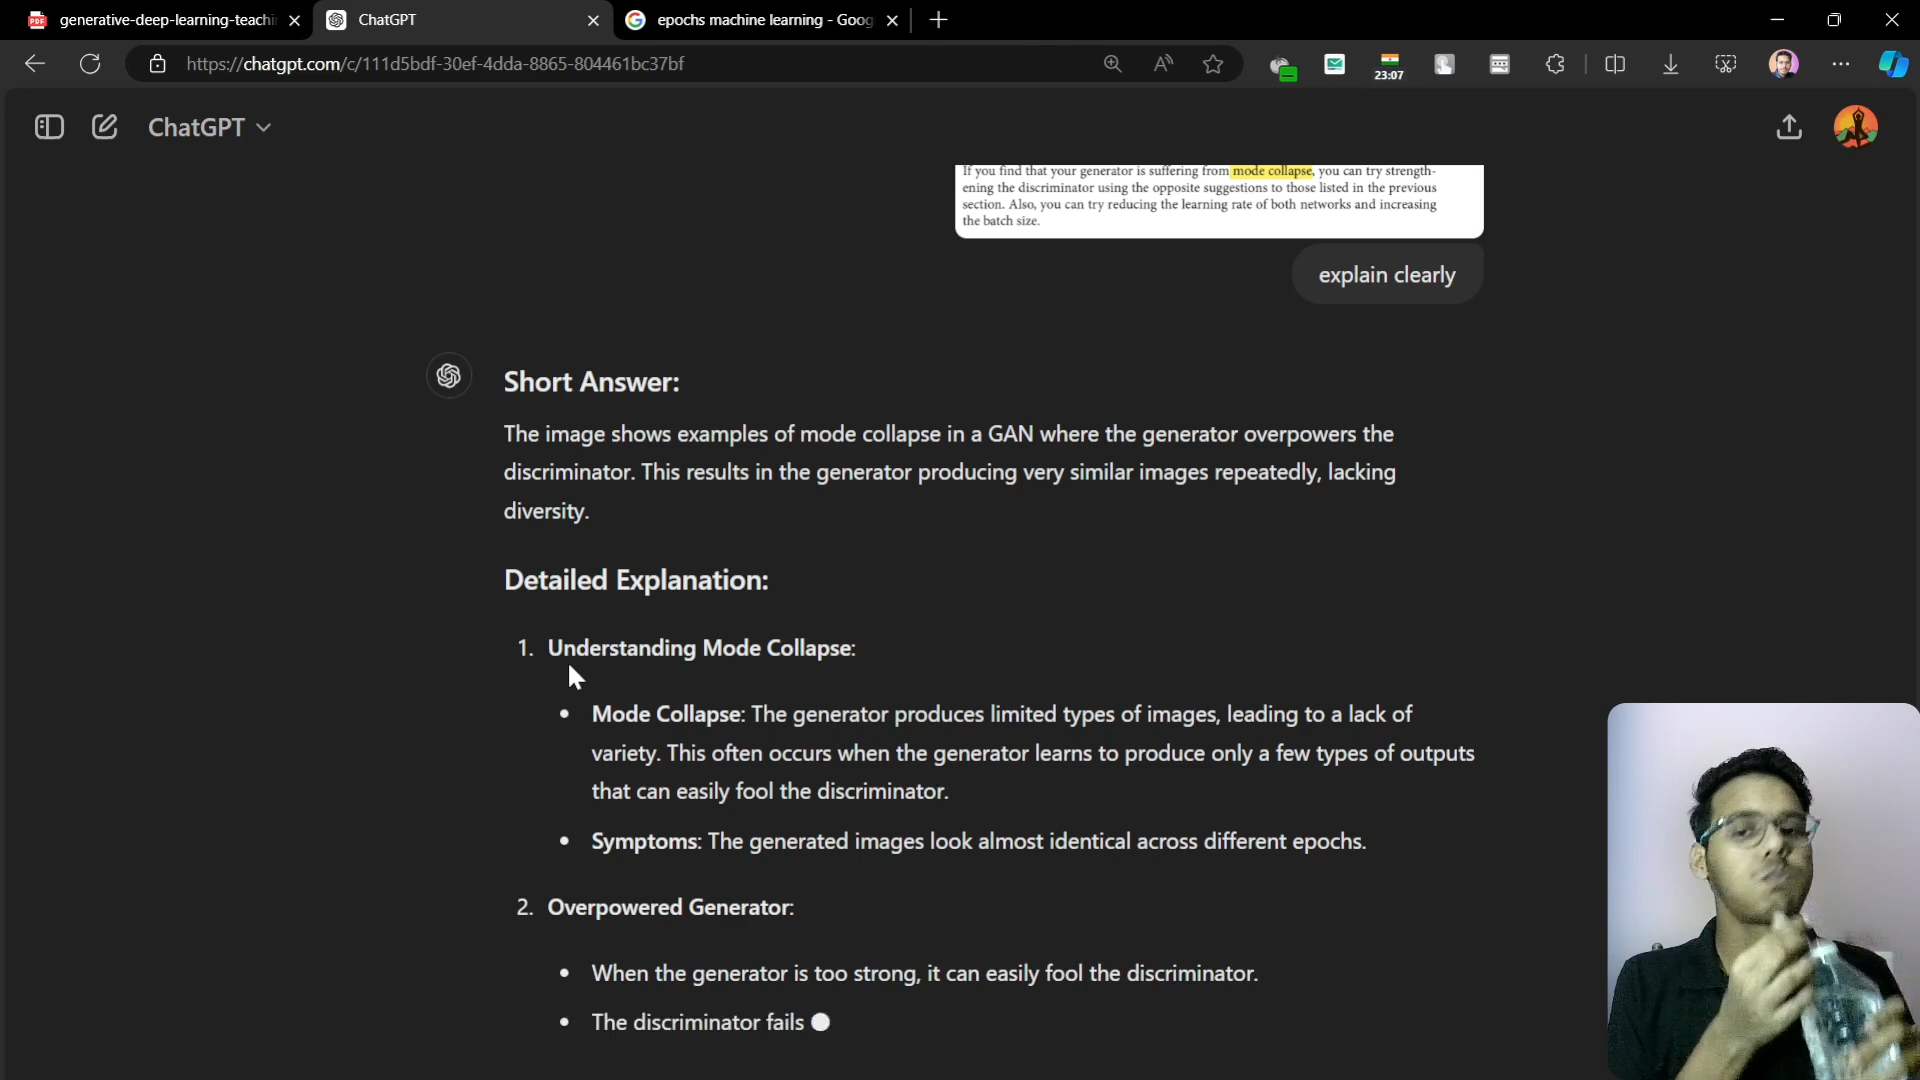 generative-deep-learning-teachi
ChatGPT
epochs machine learning - Goog
https://chatgpt.com/c/111d5bdf-30ef-4dda-8865-804461bc37bf
23:07
ChatGPT
If you find that your generator is suffering from mode collapse, you can try strength-
ening the discriminator using the opposite suggestions to those listed in the previous
section. Also, you can try reducing the learning rate of both networks and increasing
the batch size.
explain clearly
Short Answer:
The image shows examples of mode collapse in a GAN where the generator overpowers the
discriminator. This results in the generator producing very similar images repeatedly, lacking
diversity.
Detailed Explanation:
1. Understanding Mode Collapse:
• Mode Collapse: The generator produces limited types of images, leading to a lack of
variety. This often occurs when the generator learns to produce only a few types of outputs
that can easily fool the discriminator.
• Symptoms: The generated images look almost identical across different epochs.
2. Overpowered Generator:
• When the generator is too strong, it can easily fool the discriminator.
• The discriminator fails